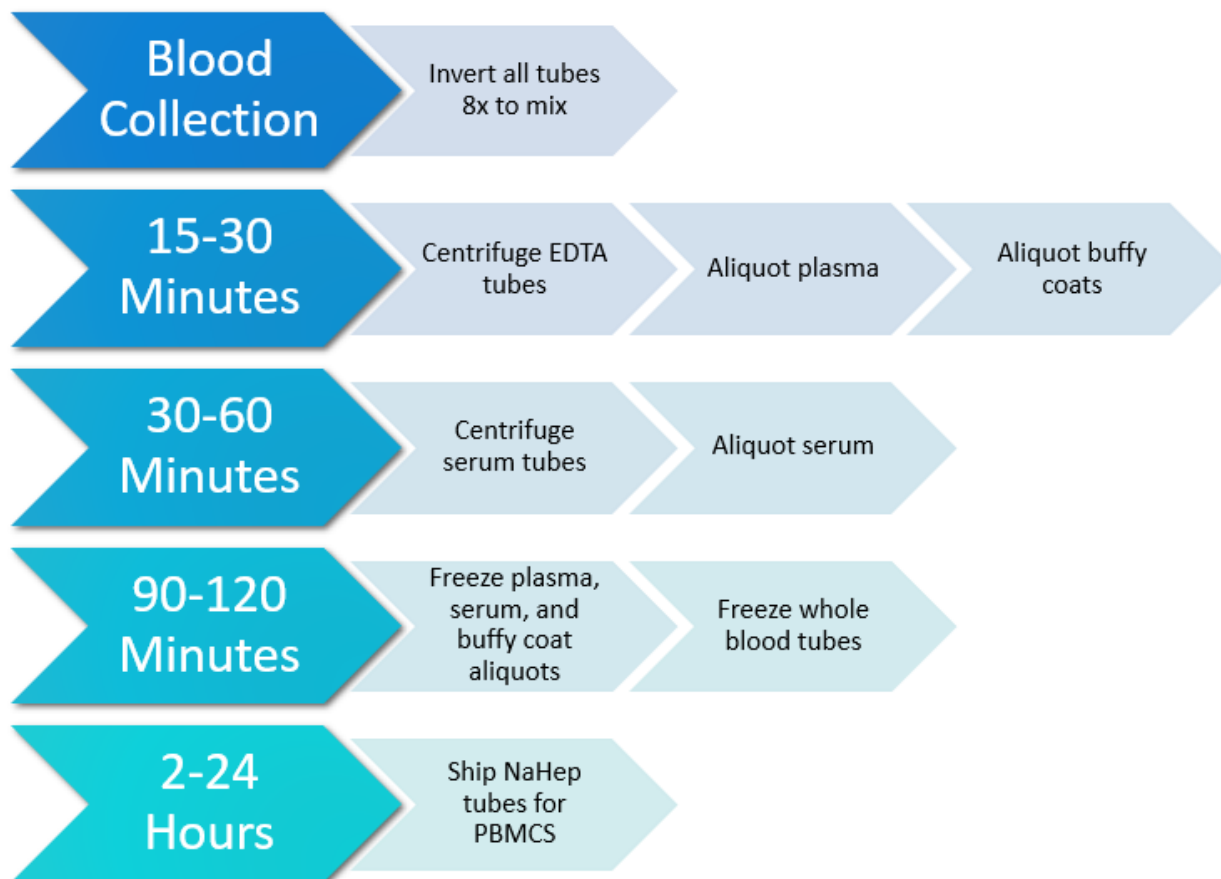 Blood
Collection
Invert all tubes
8x to mix
15-30
Minutes
Centrifuge EDTA
tubes
Aliquot plasma
Aliquot buffy
coats
30-60
Minutes
Centrifuge
serum tubes
Aliquot serum
90-120
Minutes
Freeze plasma,
serum, and
buffy coat
aliquots
Freeze whole
blood tubes
2-24
Hours
Ship NaHep
tubes for
PBMCS